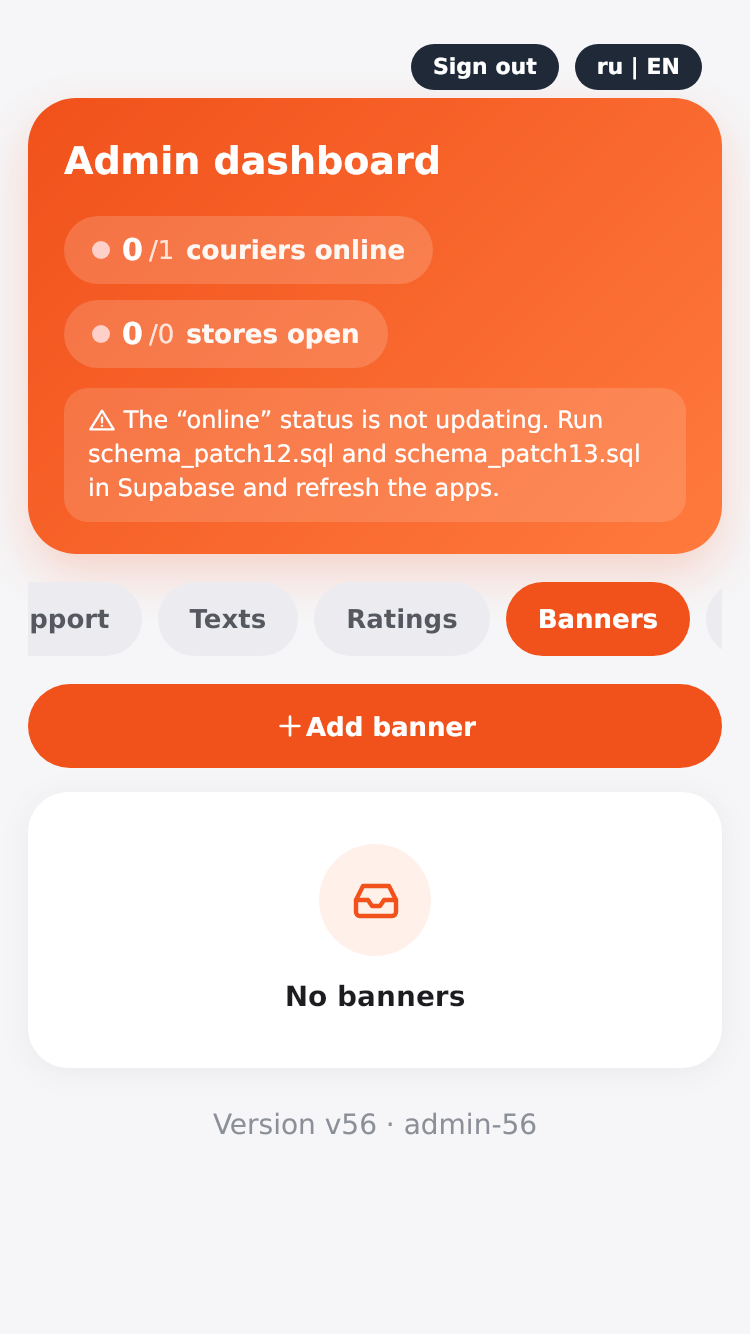 Sign out
ru | EN
Admin dashboard
0/1 couriers online
0/0 stores open
The “online” status is not updating. Run
schema_patch12.sql and schema_patch13.sql
in Supabase and refresh the apps.
pport
Texts
Ratings
Banners
+Add banner
No banners
Version v56 · admin-56